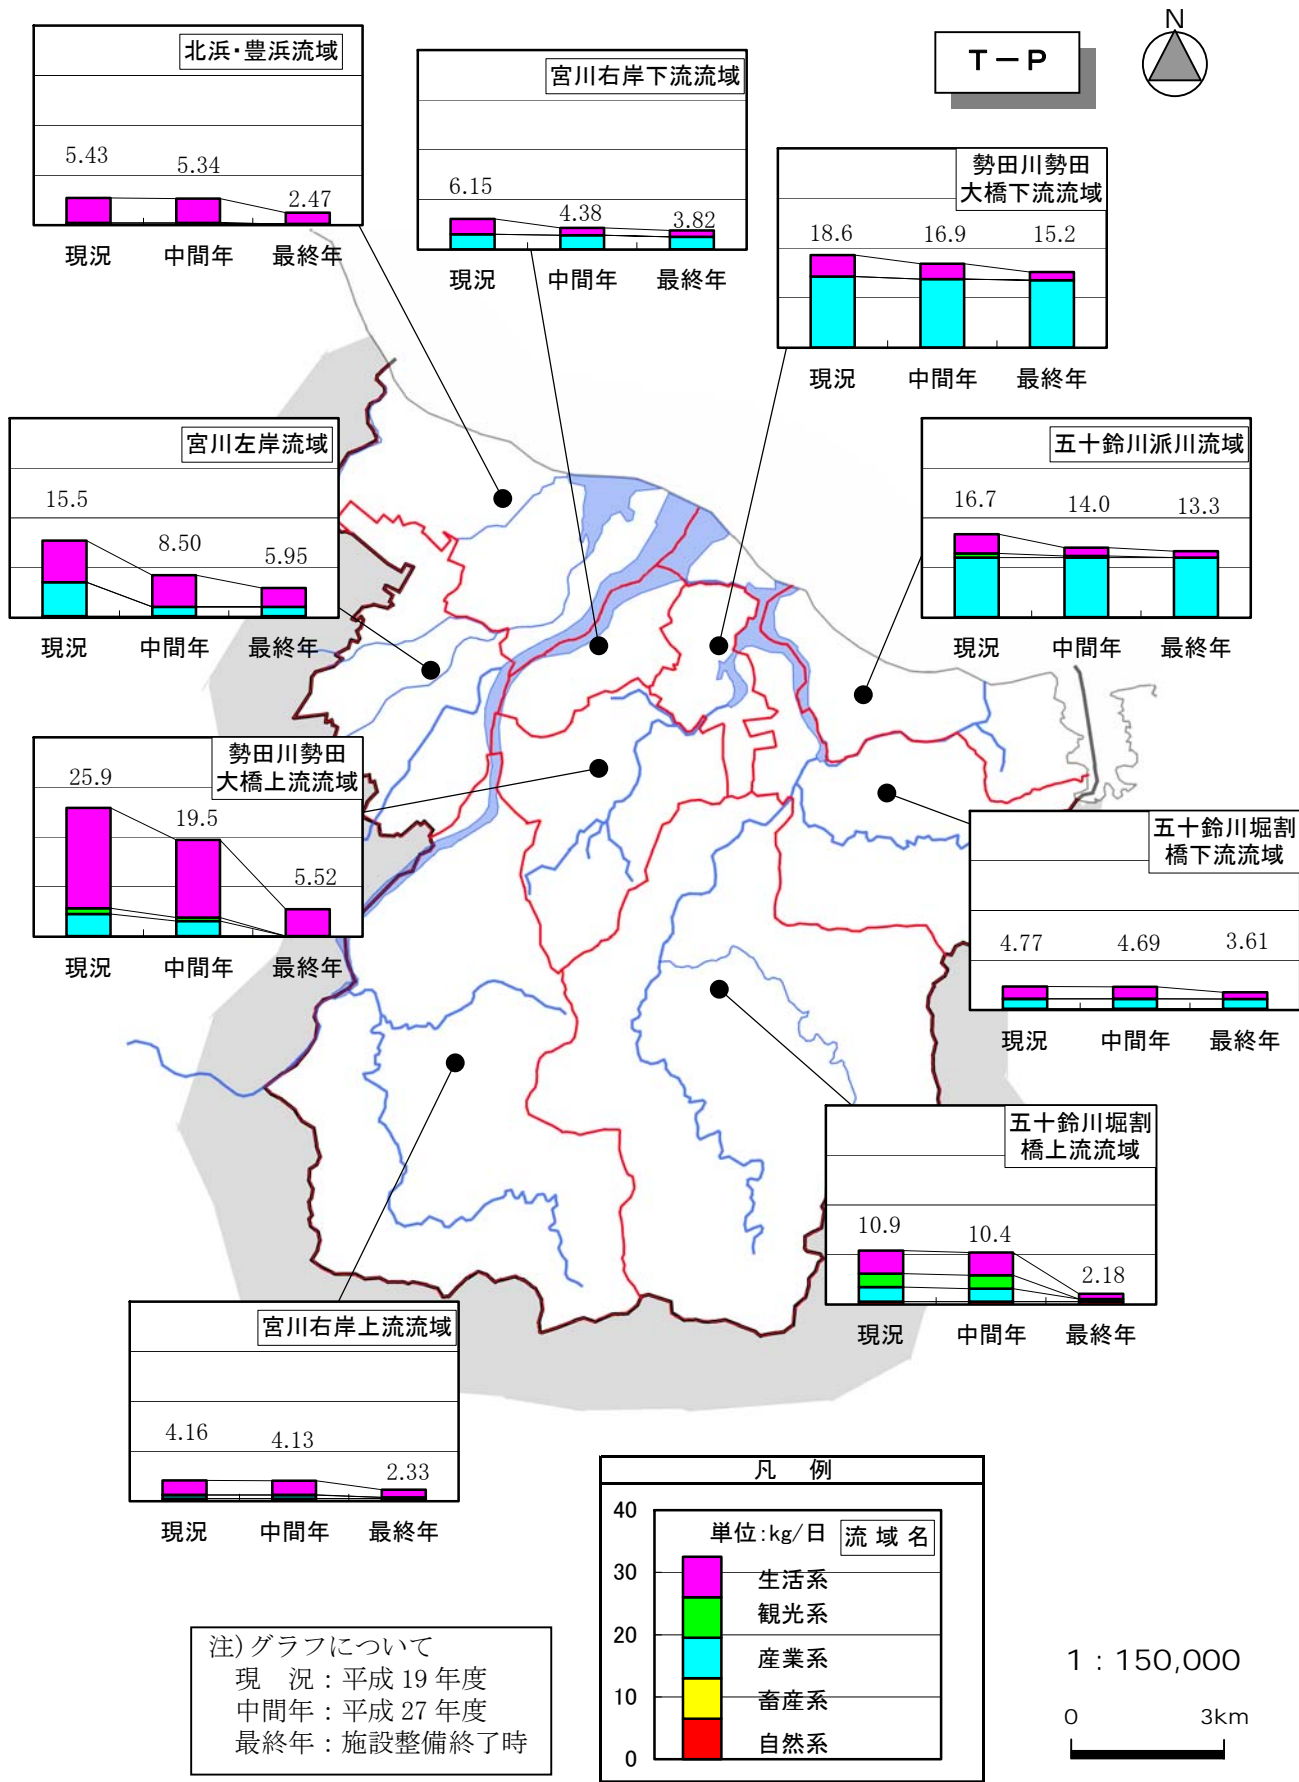 北浜・豊浜流域
5.43 5.34 2.47
現況 中間年 最終年
宮川右岸下流流域
6.15 4.38 3.82
現況 中間年 最終年
T－P
N
勢田川勢田
大橋下流流域
18.6 16.9 15.2
現況 中間年 最終年
宮川左岸流域
15.5 8.50 5.95
現況 中間年 最終年
五十鈴川派川流域
16.7 14.0 13.3
現況 中間年 最終年
勢田川勢田
大橋上流流域
25.9 19.5 5.52
現況 中間年 最終年
五十鈴川堀割
橋下流流域
4.77 4.69 3.61
現況 中間年 最終年
五十鈴川堀割
橋上流流域
10.9 10.4 2.18
現況 中間年 最終年
宮川右岸上流流域
4.16 4.13 2.33
現況 中間年 最終年
凡 例
40
単位:kg/日 流域名
30
生活系
観光系
20
産業系
10
畜産系
自然系
0
注)グラフについて
現 況：平成 19 年度
中間年：平成 27 年度
最終年：施設整備終了時
1：150,000
0 3km